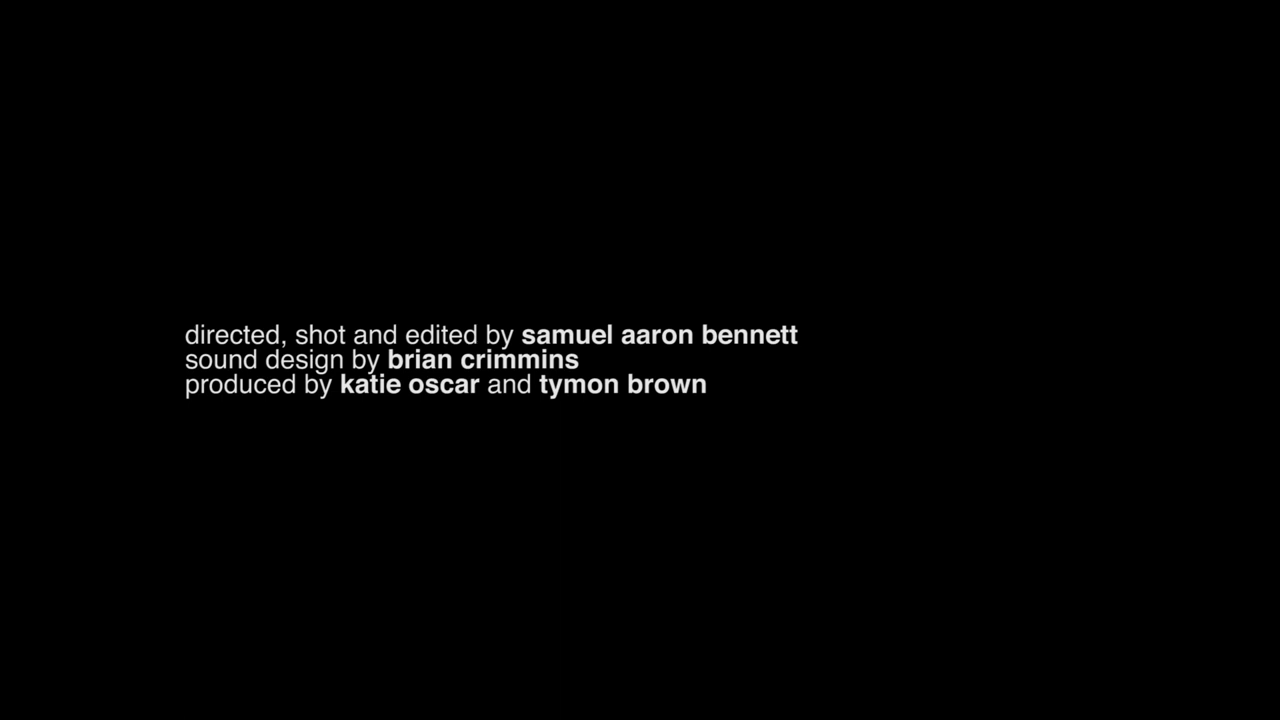 directed, shot and edited by samuel aaron bennett
sound design by brian crimmins
produced by katie oscar and tymon brown